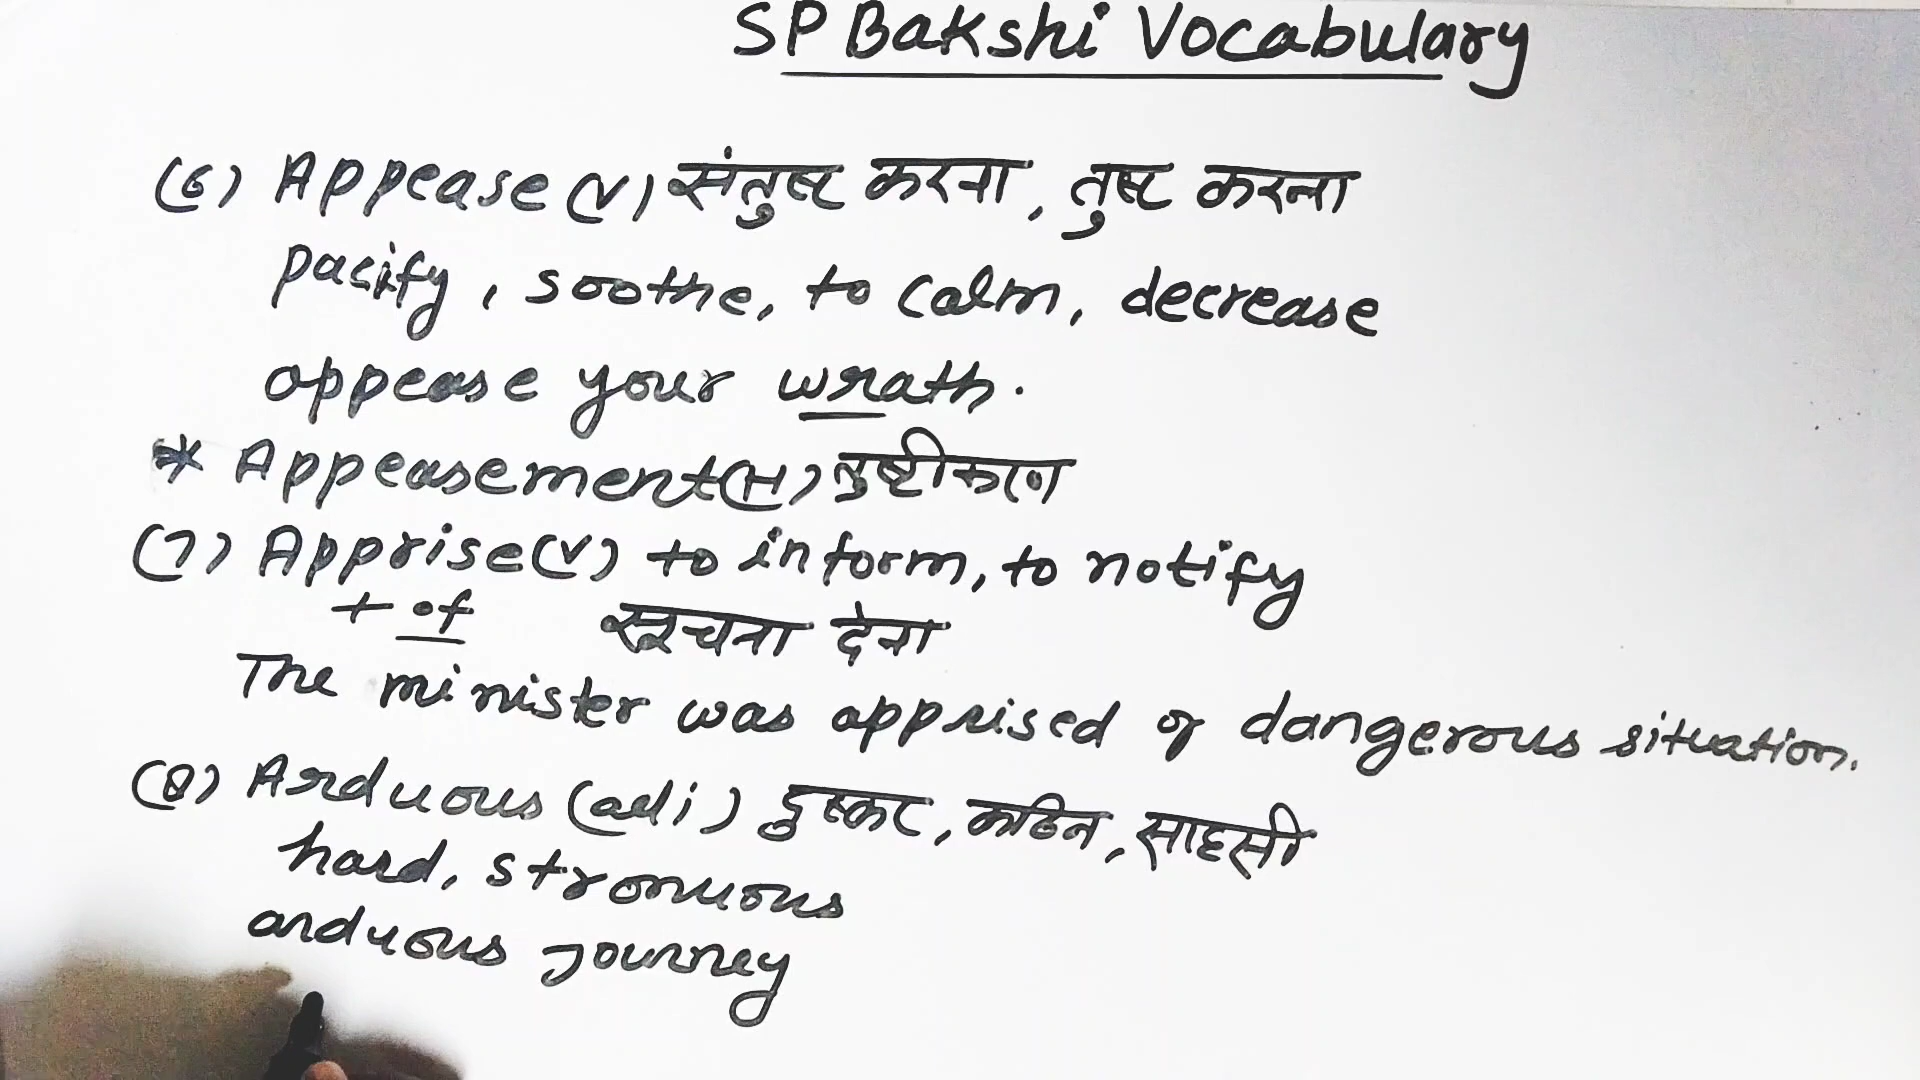 SP Bakshi Vocabulary
(6) Appease (v) संतुष्ट करना, तुष्ट करना
pacify, soothe, to calm, decrease
appease your wrath.
* Appeasement (n) तुष्टीकरण
(7) Apprise (v) to inform, to notify
+ of सूचना देना
The minister was apprised of dangerous situation.
(8) Arduous (adj) दुष्कर, कठिन, साहसी
hard, stronuous
arduous journey